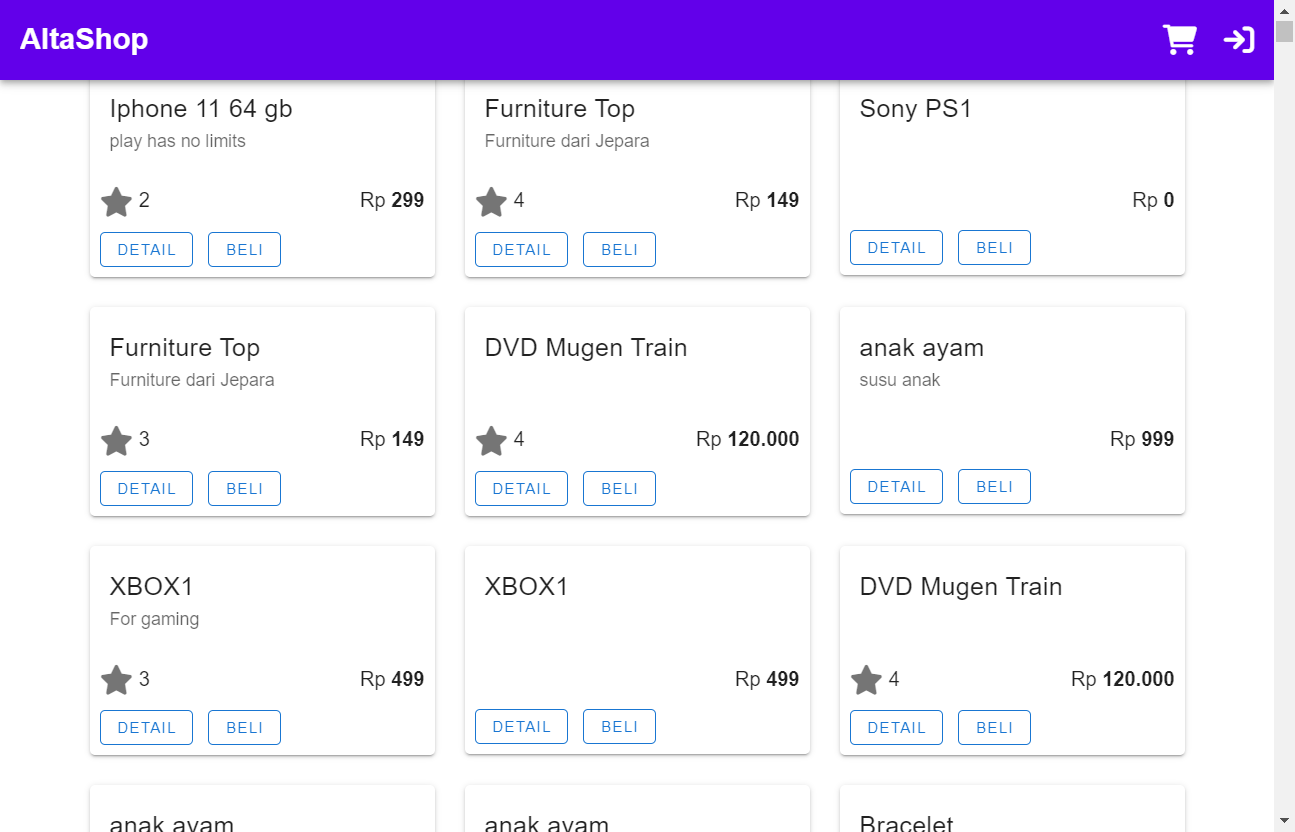 AltaShop
Iphone 11 64 gb
play has no limits
2
Rp 299
DETAIL
BELI
Furniture Top
Furniture dari Jepara
4
Rp 149
DETAIL
BELI
Sony PS1
Rp 0
DETAIL
BELI
Furniture Top
Furniture dari Jepara
3
Rp 149
DETAIL
BELI
DVD Mugen Train
4
Rp 120.000
DETAIL
BELI
anak ayam
susu anak
Rp 999
DETAIL
BELI
XBOX1
For gaming
3
Rp 499
DETAIL
BELI
XBOX1
Rp 499
DETAIL
BELI
DVD Mugen Train
4
Rp 120.000
DETAIL
BELI
anak ayam
anak ayam
Bracelet